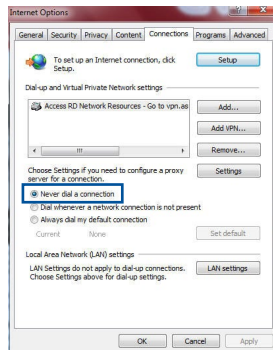 Internet Options
General Security Privacy Content Connections Programs Advanced
To set up an Internet connection, click
Setup.
Setup
Dial-up and Virtual Private Network settings
Access RD Network Resources - Go to vpn.as
Add...
Add VPN...
Remove...
Choose Settings if you need to configure a proxy
server for a connection.
Settings
Never dial a connection
Dial whenever a network connection is not present
Always dial my default connection
Current None
Set default
Local Area Network (LAN) settings
LAN Settings do not apply to dial-up connections.
Choose Settings above for dial-up settings.
LAN settings
OK Cancel Apply